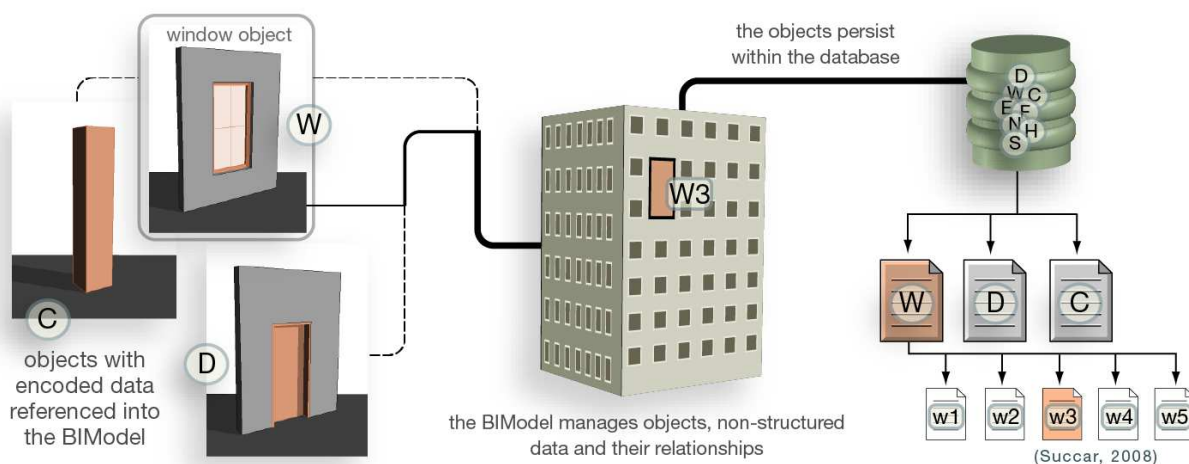 window object
W
C
objects with
encoded data
referenced into
the BIModel
D
W3
the BIModel manages objects, non-structured
data and their relationships
the objects persist
within the database
D
W C
E F
N H
S
W D C
w1 w2 w3 w4 w5
(Succar, 2008)